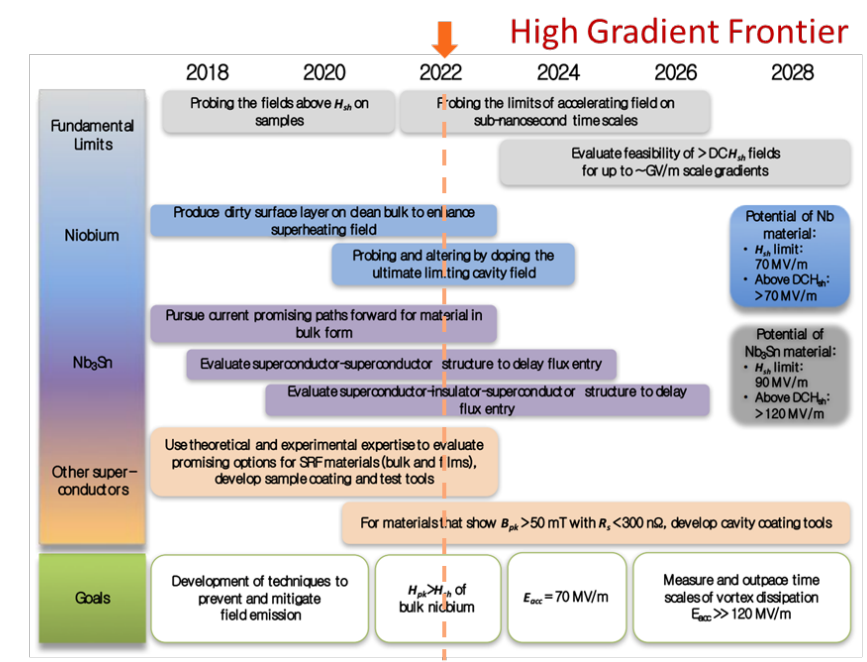 High Gradient Frontier
2018 2020 2022 2024 2026 2028
Fundamental
Limits
Probing the fields above Hsh on
samples
Probing the limits of accelerating field on
sub-nanosecond time scales
Evaluate feasibility of > DCHsh fields
for up to ~GV/m scale gradients
Niobium
Produce dirty surface layer on clean bulk to enhance
superheating field
Probing and altering by doping the
ultimate limiting cavity field
Potential of Nb
material:
• Hsh limit:
70 MV/m
• Above DCHsh:
>70 MV/m
Nb3Sn
Pursue current promising paths forward for material in
bulk form
Evaluate superconductor-superconductor structure to delay flux entry
Evaluate superconductor-insulator-superconductor structure to delay
flux entry
Potential of
Nb3Sn material:
• Hsh limit:
90 MV/m
• Above DCHsh:
>120 MV/m
Other super-
conductors
Use theoretical and experimental expertise to evaluate
promising options for SRF materials (bulk and films),
develop sample coating and test tools
For materials that show Bpk >50 mT with Rs <300 nΩ, develop cavity coating tools
Goals
Development of techniques to
prevent and mitigate
field emission
Hpk>Hsh of
bulk niobium
Eacc = 70 MV/m
Measure and outpace time
scales of vortex dissipation
Eacc >> 120 MV/m